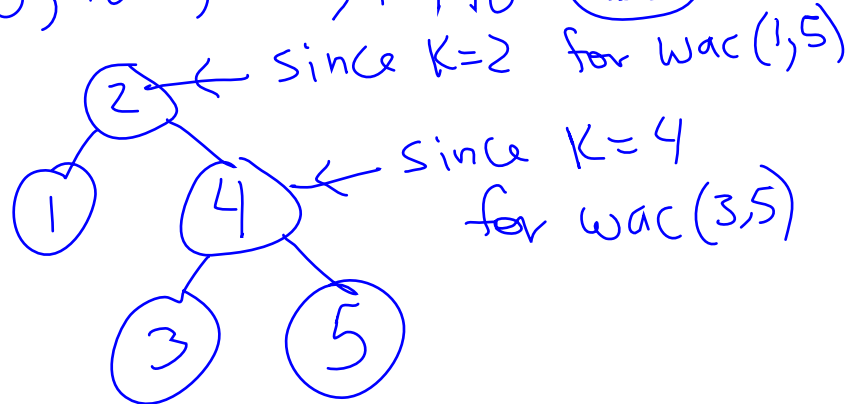 2 ← since K=2 for wac(1,5)
1 4 ← since K=4
for wac(3,5)
3 5